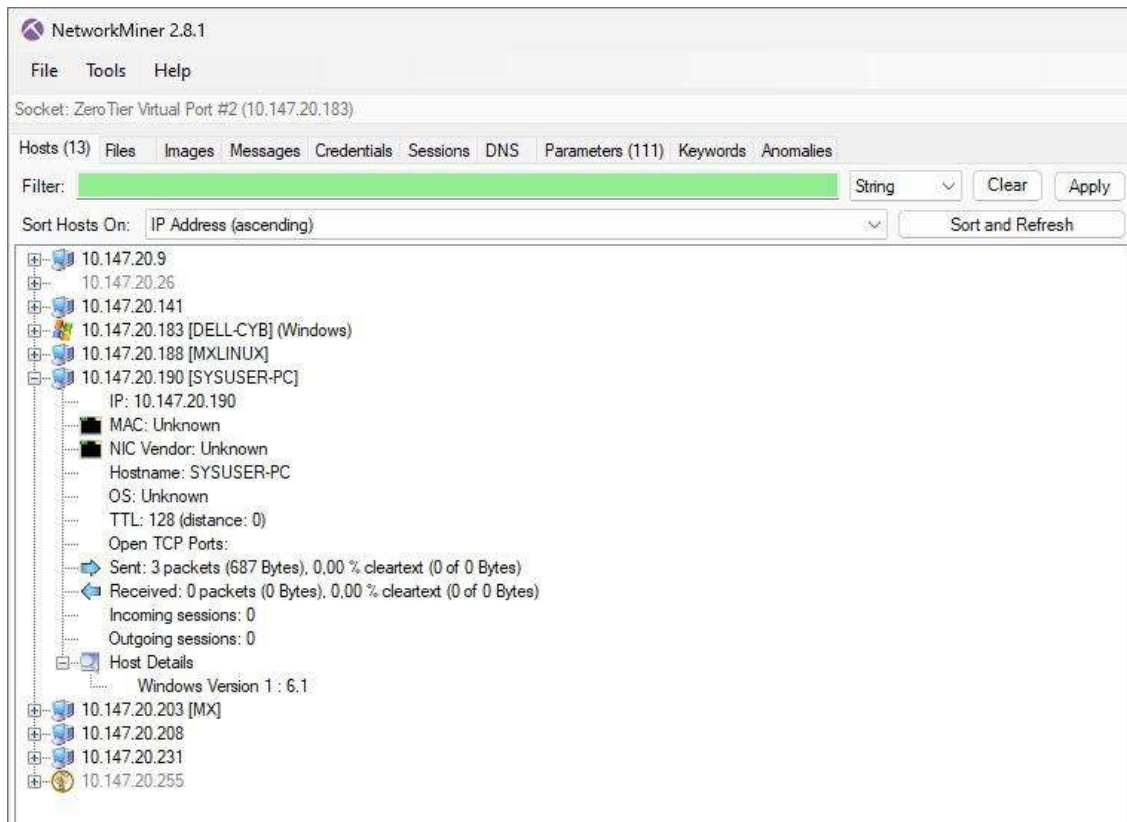 NetworkMiner 2.8.1
File Tools Help
Socket: ZeroTier Virtual Port #2 (10.147.20.183)
Hosts (13) Files Images Messages Credentials Sessions DNS Parameters (111) Keywords Anomalies
Filter: String Clear Apply
Sort Hosts On: IP Address (ascending) Sort and Refresh
10.147.20.9
10.147.20.26
10.147.20.141
10.147.20.183 [DELL-CYB] (Windows)
10.147.20.188 [MXLINUX]
10.147.20.190 [SYSUSER-PC]
IP: 10.147.20.190
MAC: Unknown
NIC Vendor: Unknown
Hostname: SYSUSER-PC
OS: Unknown
TTL: 128 (distance: 0)
Open TCP Ports:
Sent: 3 packets (687 Bytes), 0,00 % cleartext (0 of 0 Bytes)
Received: 0 packets (0 Bytes), 0,00 % cleartext (0 of 0 Bytes)
Incoming sessions: 0
Outgoing sessions: 0
Host Details
Windows Version 1 : 6.1
10.147.20.203 [MX]
10.147.20.208
10.147.20.231
10.147.20.255